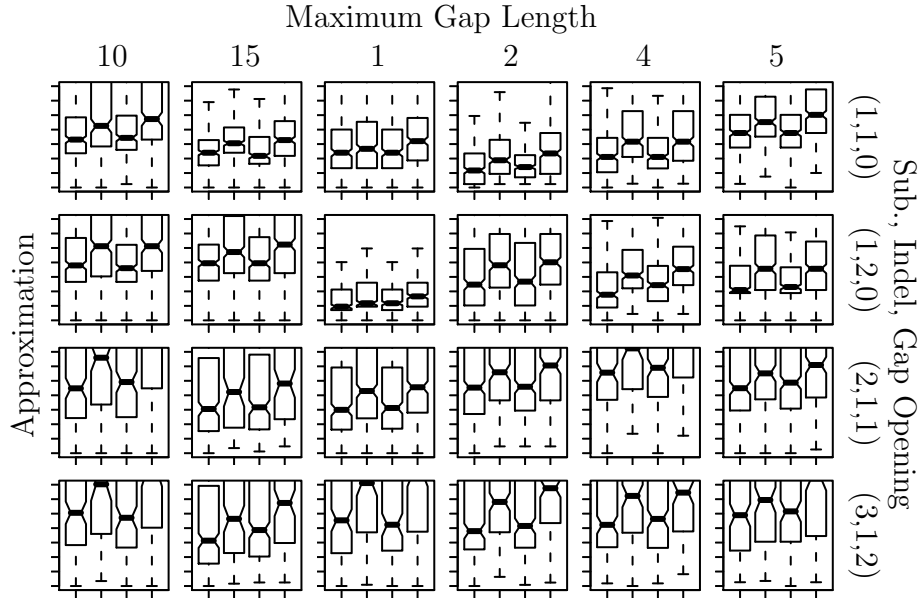 Maximum Gap Length
10 15 1 2 4 5
Approximation
(1,1,0)
(1,2,0)
(2,1,1)
(3,1,2)
Sub., Indel, Gap Opening